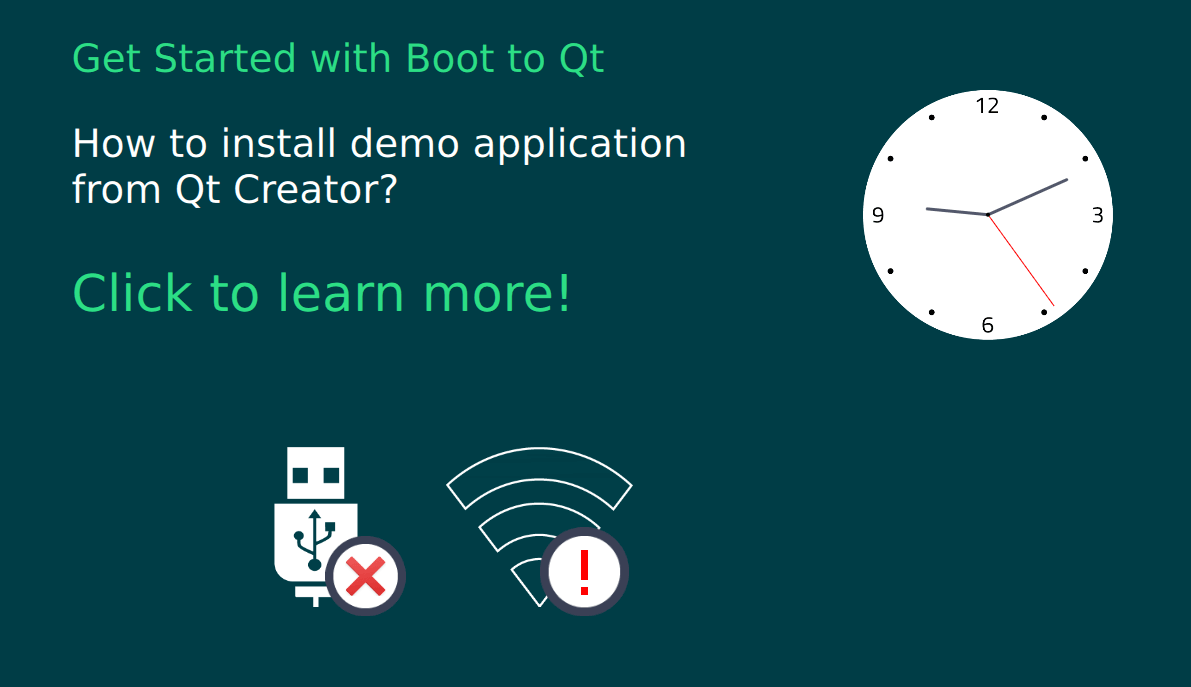 Get Started with Boot to Qt
How to install demo application
from Qt Creator?
Click to learn more!
12
9
3
6
!